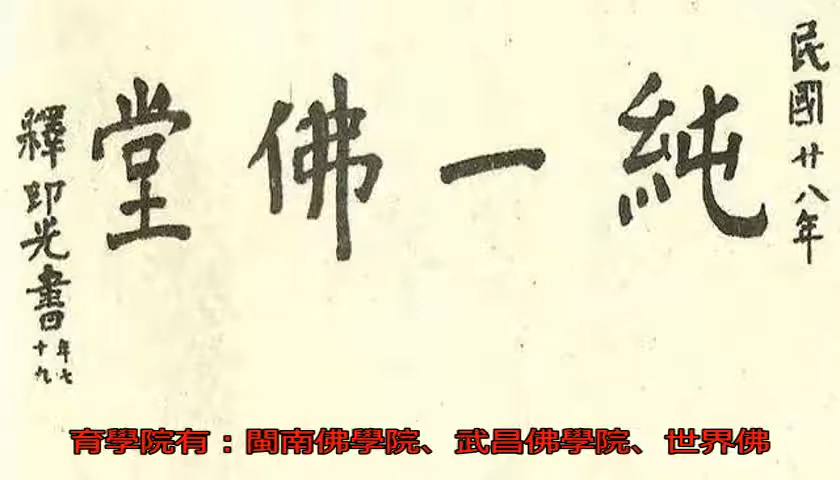 民國廿八年
純一佛堂
釋印光書
年七
十九
育學院有：閩南佛學院、武昌佛學院、世界佛